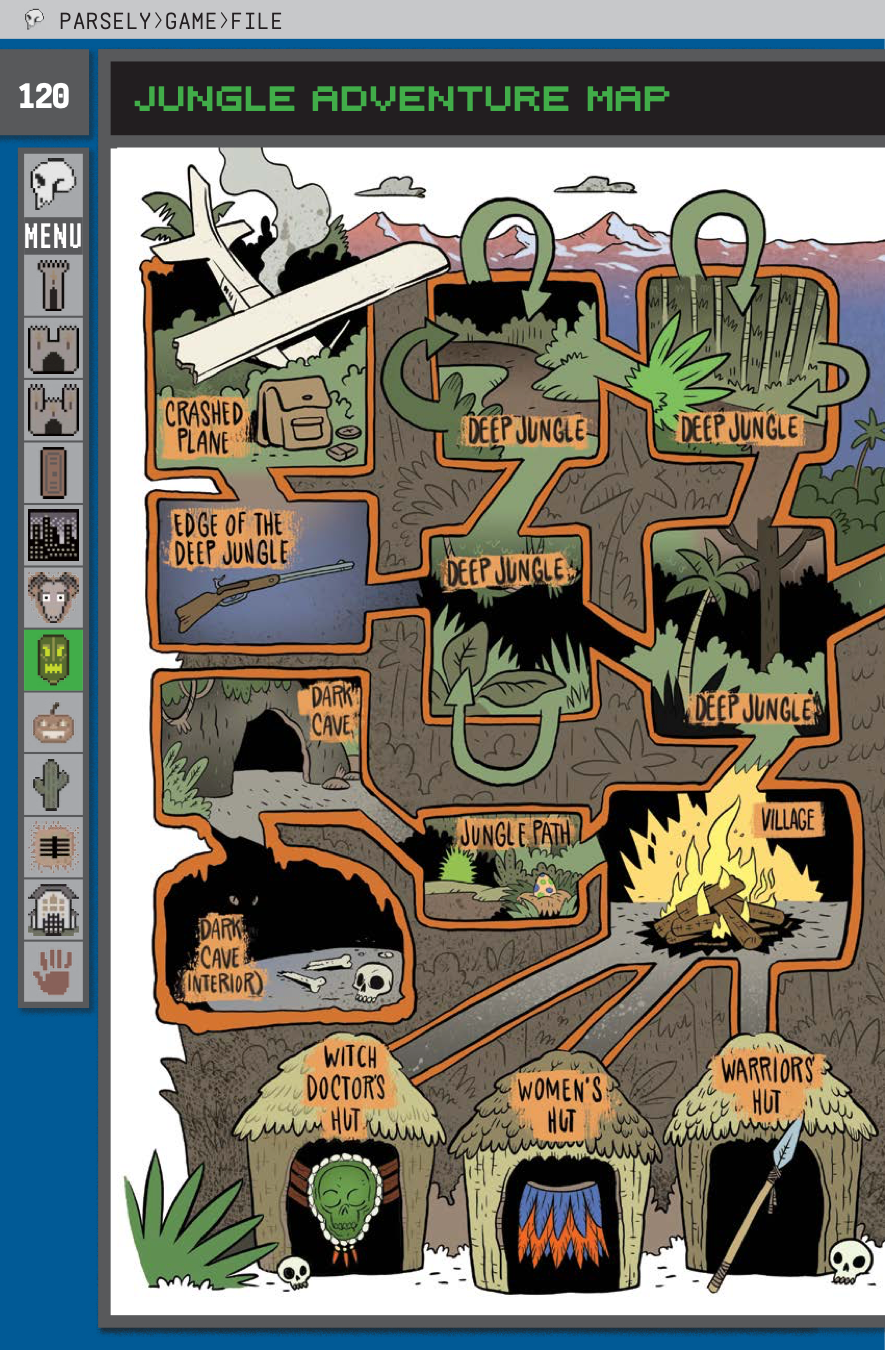 PARSELY>GAME>FILE
120
JUNGLE ADVENTURE MAP
MENU
CRASHED
PLANE
DEEP JUNGLE
DEEP JUNGLE
EDGE OF THE
DEEP JUNGLE
DEEP JUNGLE
DEEP JUNGLE
DARK
CAVE
JUNGLE PATH
VILLAGE
DARK
CAVE
(INTERIOR)
WITCH
DOCTOR'S
HUT
WOMEN'S
HUT
WARRIORS'
HUT